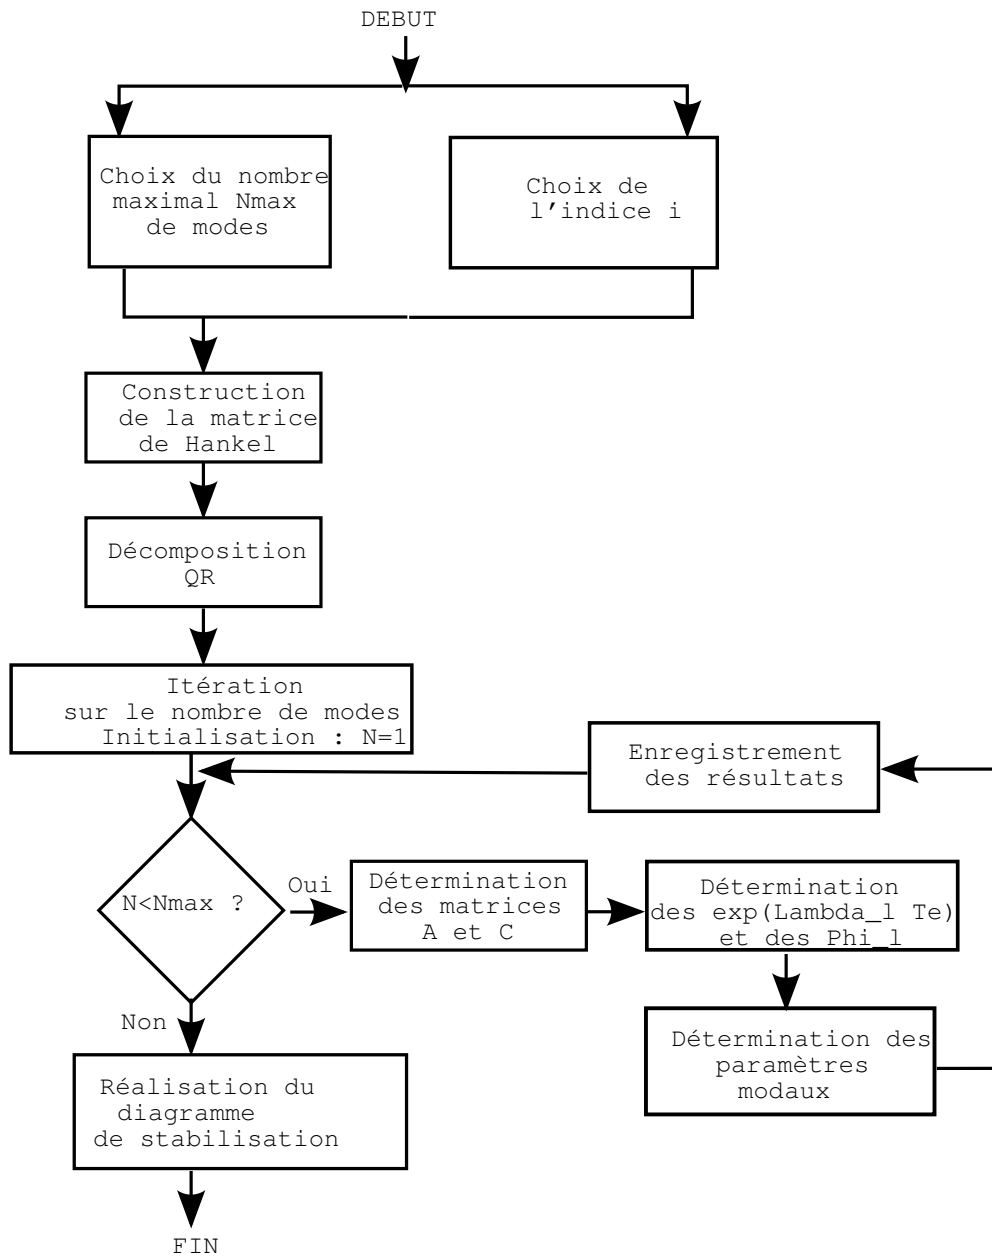 DEBUT
Choix du nombre
maximal Nmax
de modes
Choix de
l'indice i
Construction
de la matrice
de Hankel
Décomposition
QR
Itération
sur le nombre de modes
Initialisation : N=1
Enregistrement
des résultats
N<Nmax ?
Oui
Détermination
des matrices
A et C
Détermination
des exp(Lambda_l Te)
et des Phi_l
Non
Détermination des
paramètres
modaux
Réalisation du
diagramme
de stabilisation
FIN